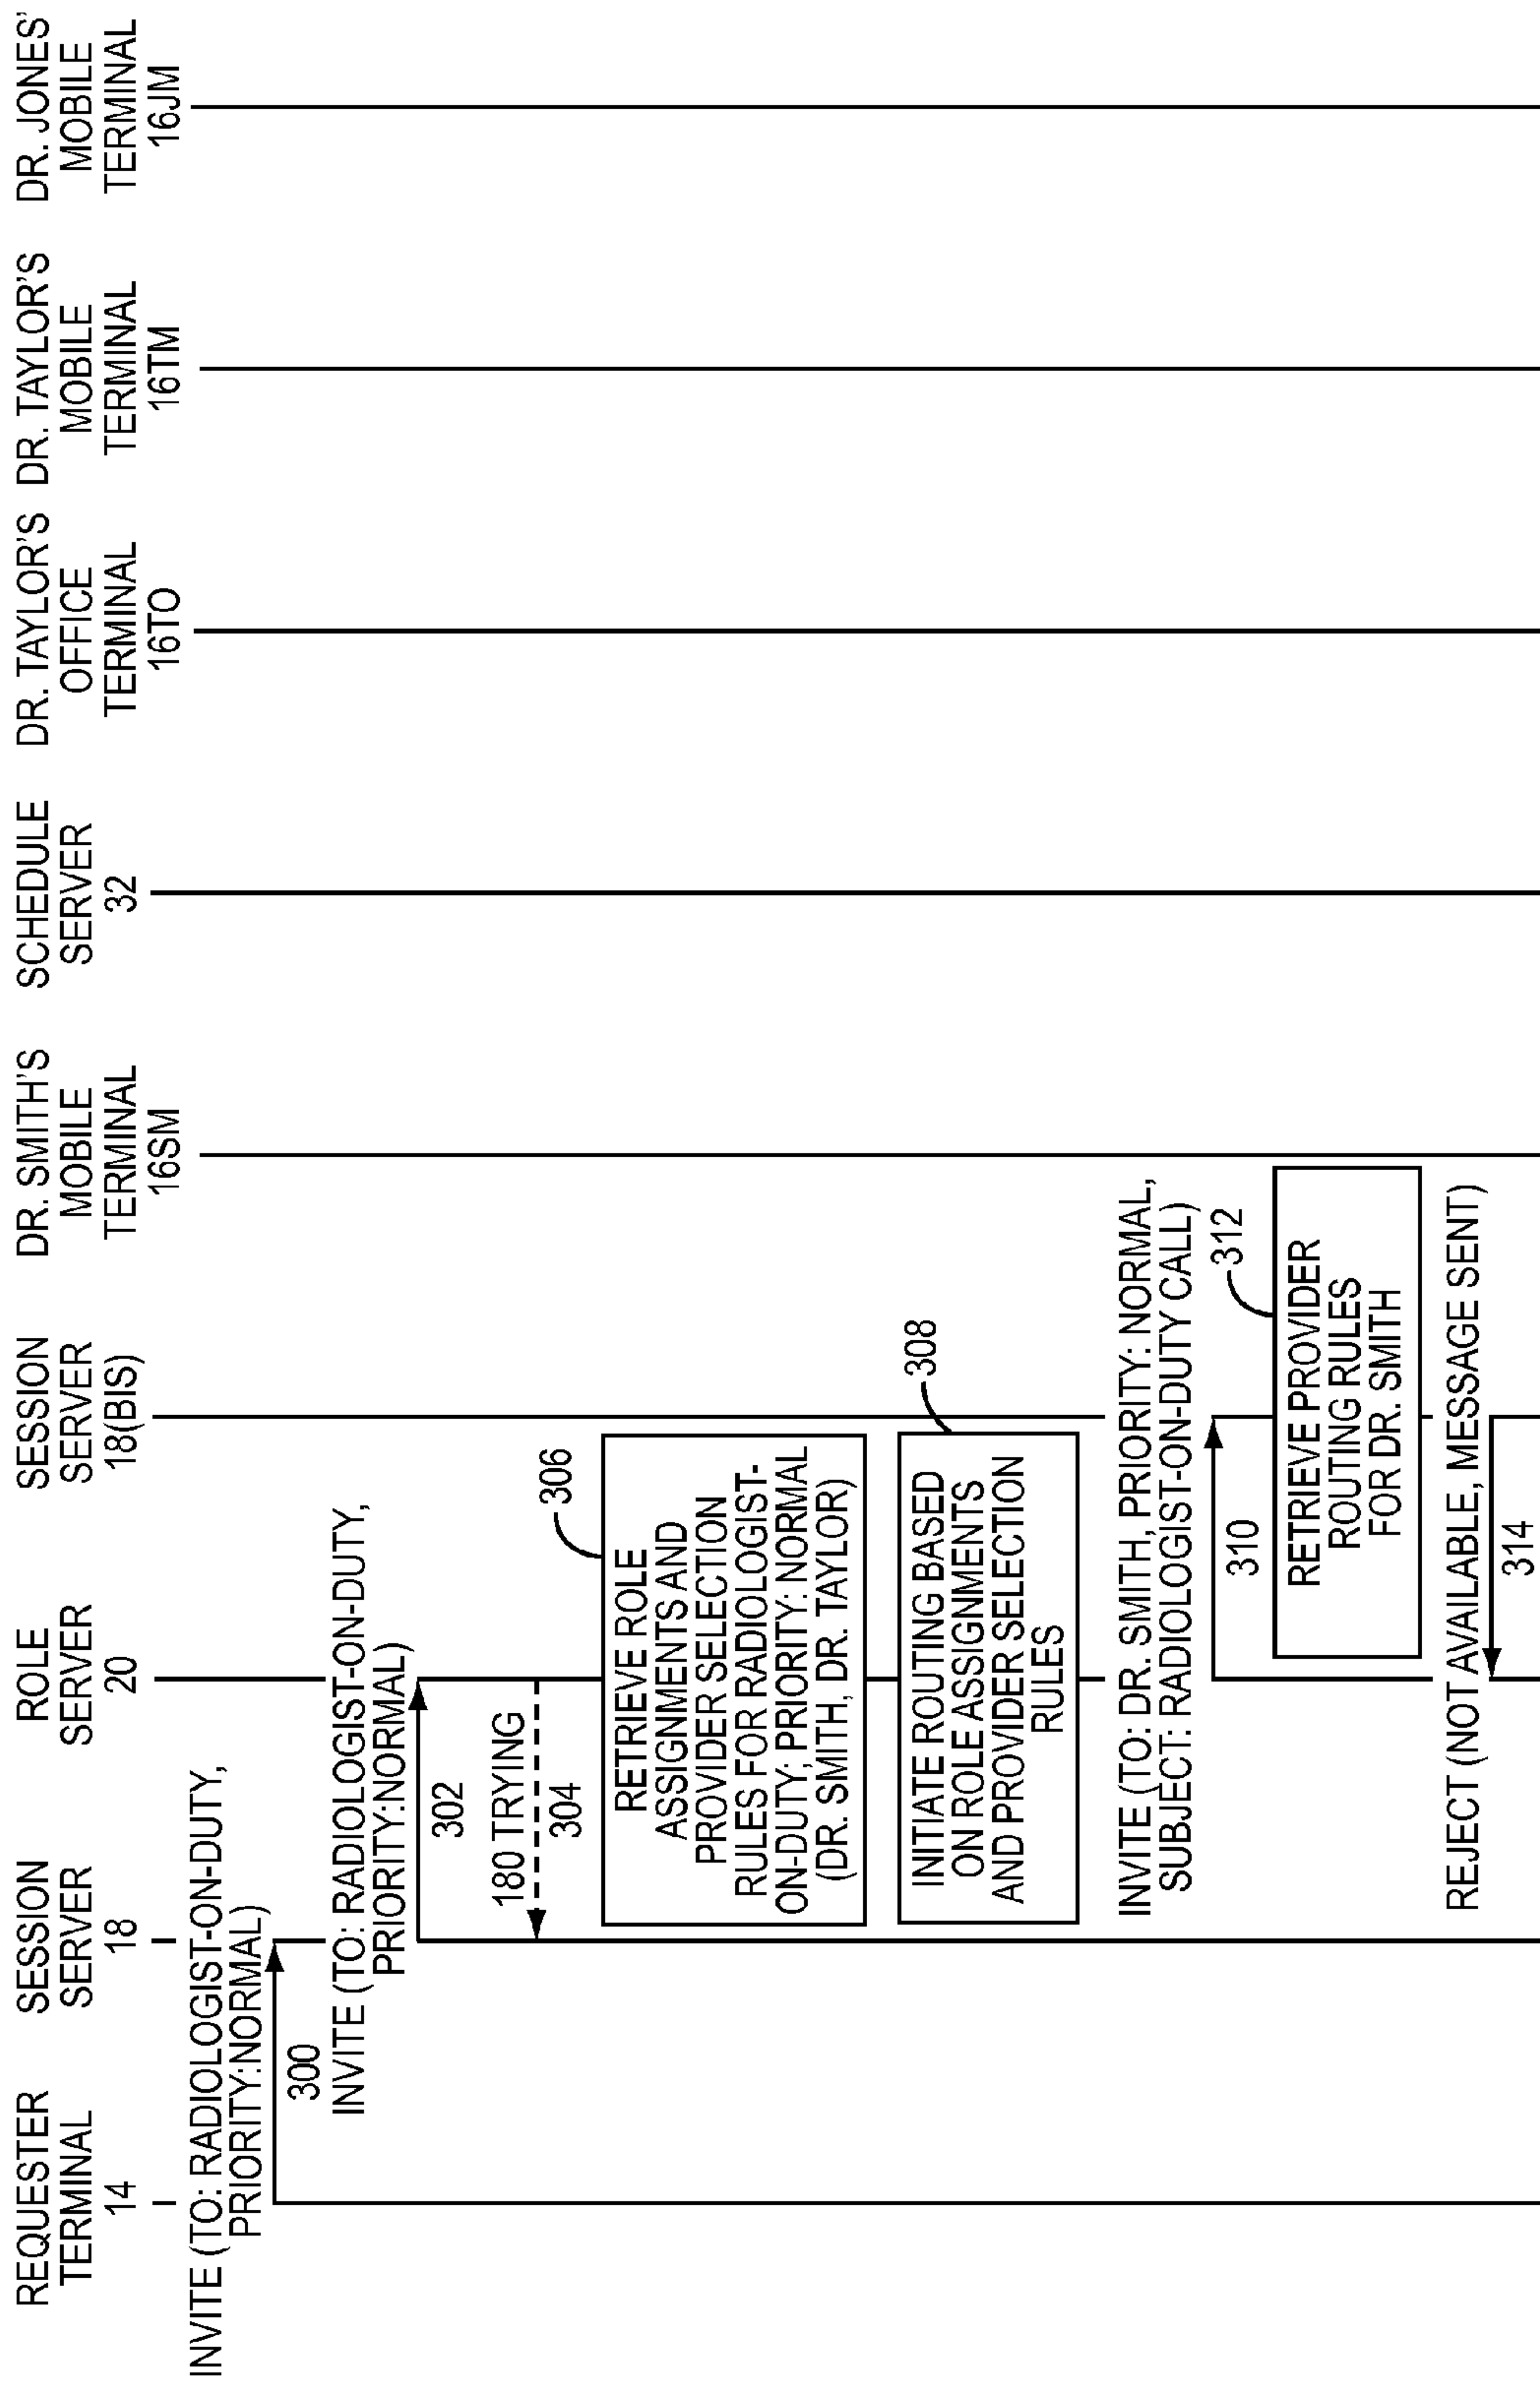 REQUESTER
TERMINAL
14
SESSION
SERVER
18
ROLE
SERVER
20
SESSION
SERVER
18(BIS)
DR. SMITH'S
MOBILE
TERMINAL
16SM
SCHEDULE
SERVER
32
DR. TAYLOR'S
OFFICE
TERMINAL
16TO
DR. TAYLOR'S
MOBILE
TERMINAL
16TM
DR. JONES'
MOBILE
TERMINAL
16JM
INVITE (TO: RADIOLOGIST-ON-DUTY,
PRIORITY:NORMAL)
300
INVITE (TO: RADIOLOGIST-ON-DUTY,
PRIORITY:NORMAL)
302
180 TRYING
304
306
RETRIEVE ROLE
ASSIGNMENTS AND
PROVIDER SELECTION
RULES FOR RADIOLOGIST-
ON-DUTY; PRIORITY: NORMAL
(DR. SMITH, DR. TAYLOR)
308
INITIATE ROUTING BASED
ON ROLE ASSIGNMENTS
AND PROVIDER SELECTION
RULES
INVITE (TO: DR. SMITH, PRIORITY: NORMAL,
SUBJECT: RADIOLOGIST-ON-DUTY CALL)
310
312
RETRIEVE PROVIDER
ROUTING RULES
FOR DR. SMITH
REJECT (NOT AVAILABLE, MESSAGE SENT)
314